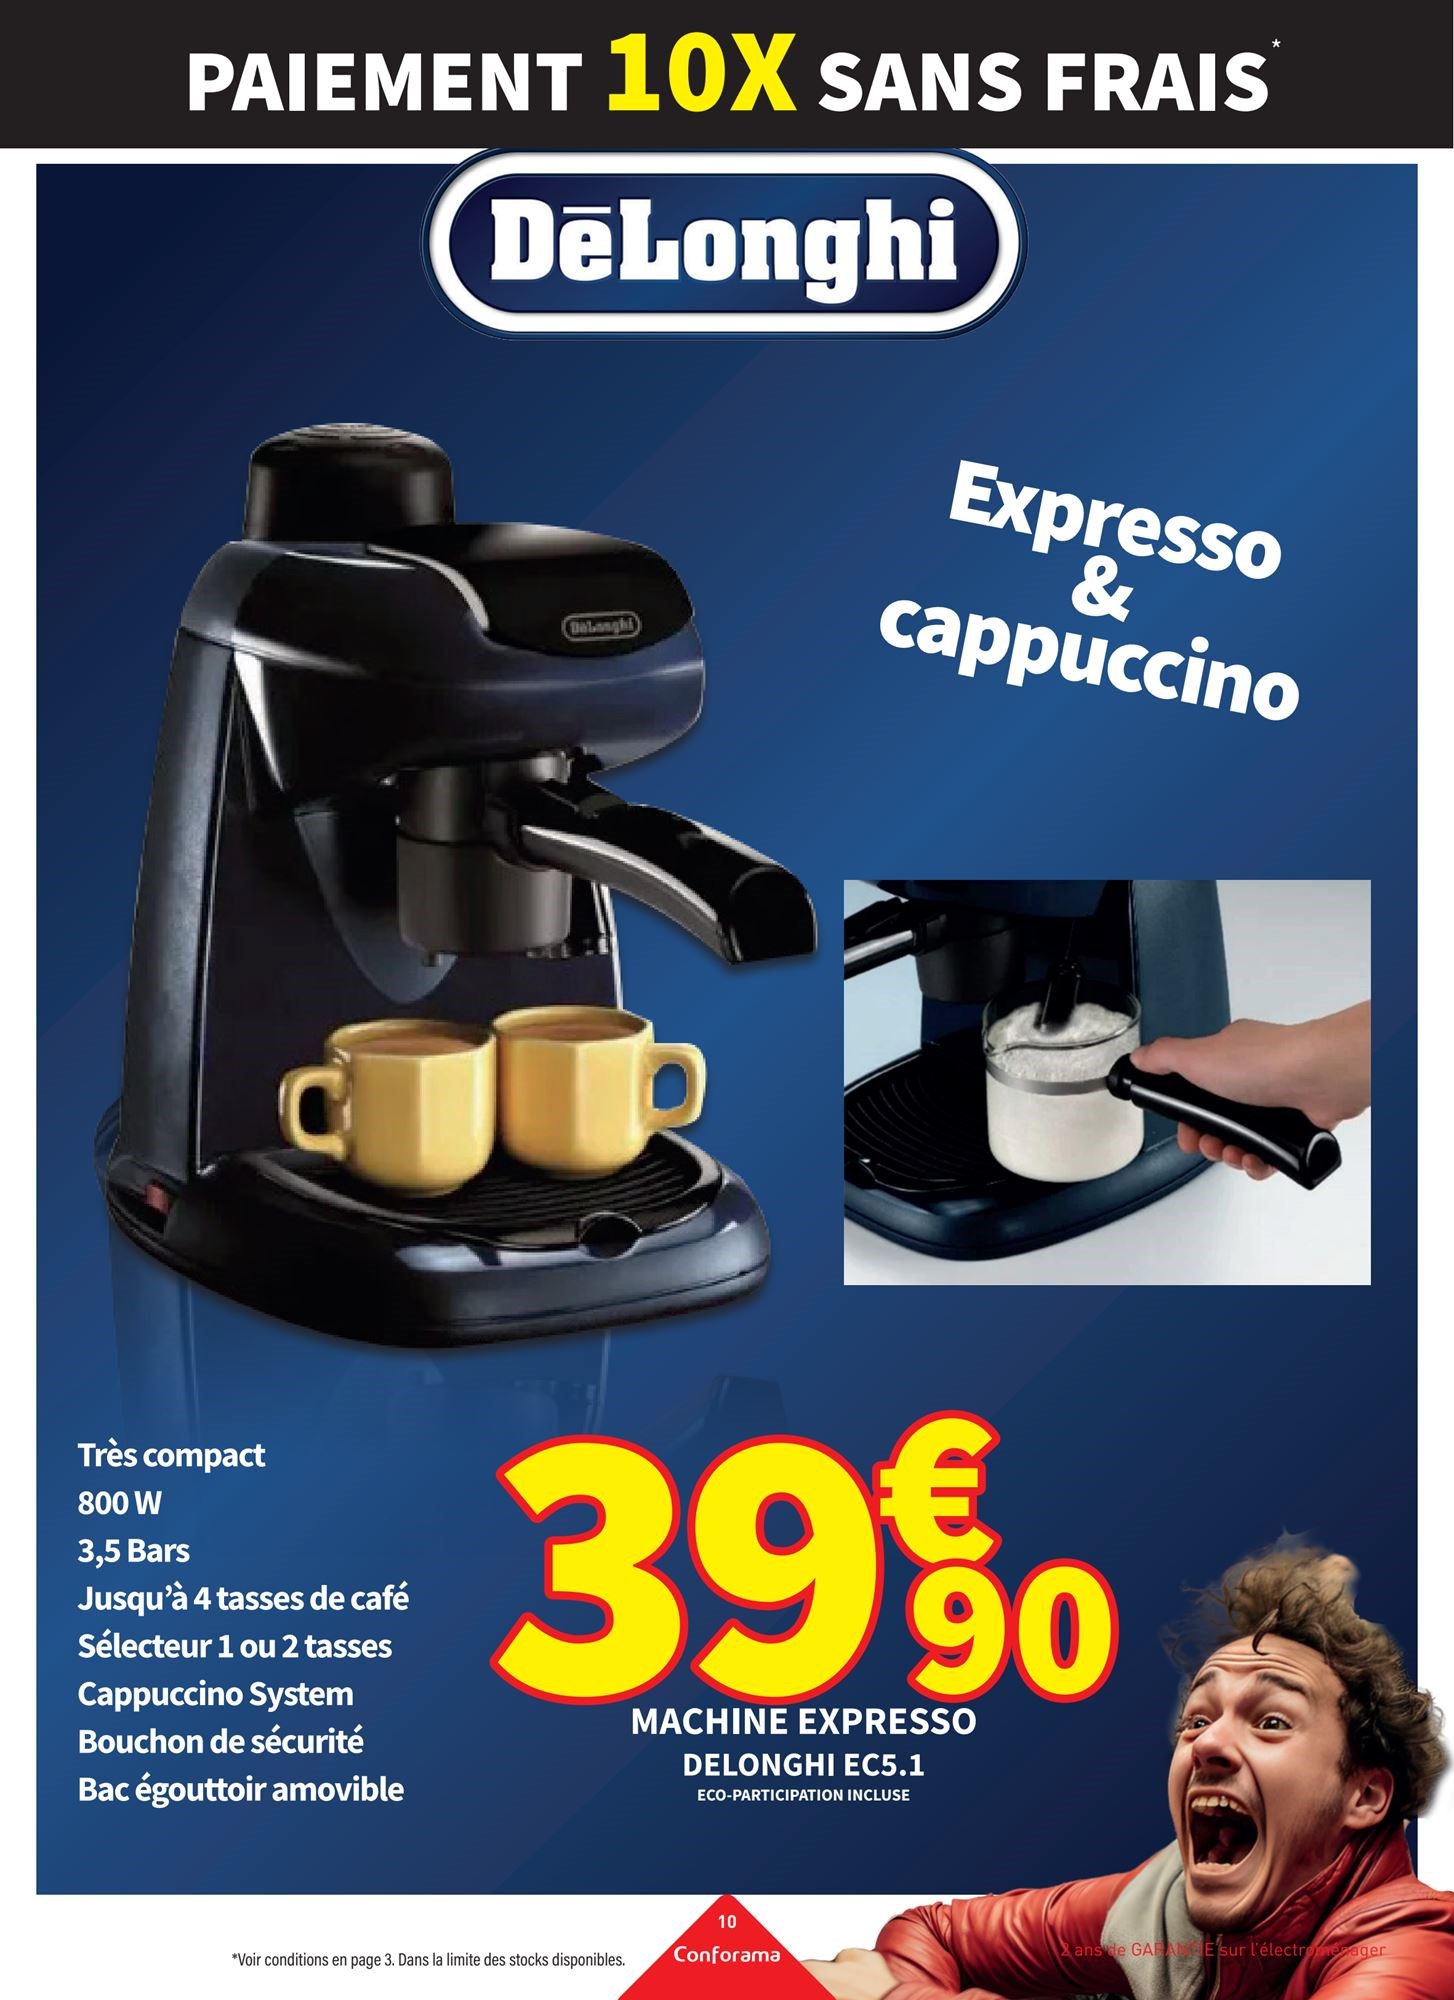 PAIEMENT 10X SANS FRAIS*
DēLonghi
Expresso
&
cappuccino
DeLonghi
Très compact
800 W
3,5 Bars
Jusqu’à 4 tasses de café
Sélecteur 1 ou 2 tasses
Cappuccino System
Bouchon de sécurité
Bac égouttoir amovible
39€90
MACHINE EXPRESSO
DELONGHI EC5.1
ECO-PARTICIPATION INCLUSE
*Voir conditions en page 3. Dans la limite des stocks disponibles.
10
Conforama
2 ans de GARANTIE sur l’électroménager